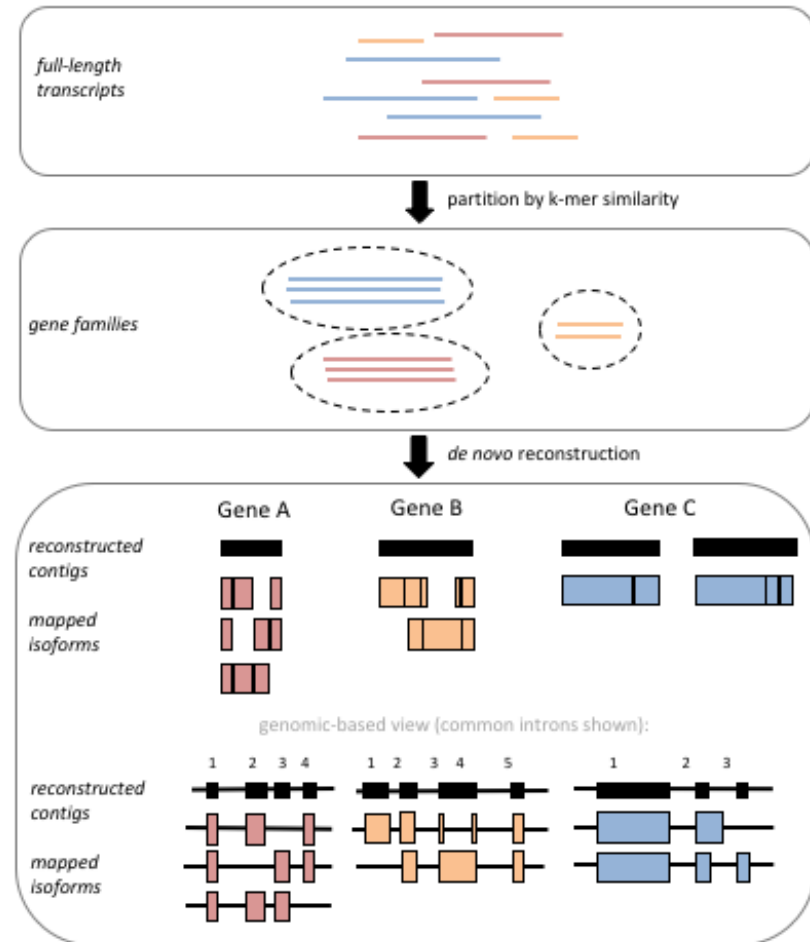 full-length
transcripts
partition by k-mer similarity
gene families
de novo reconstruction
Gene A Gene B Gene C
reconstructed
contigs
mapped
isoforms
genomic-based view (common introns shown):
1 2 3 4 1 2 3 4 5 1 2 3
reconstructed
contigs
mapped
isoforms